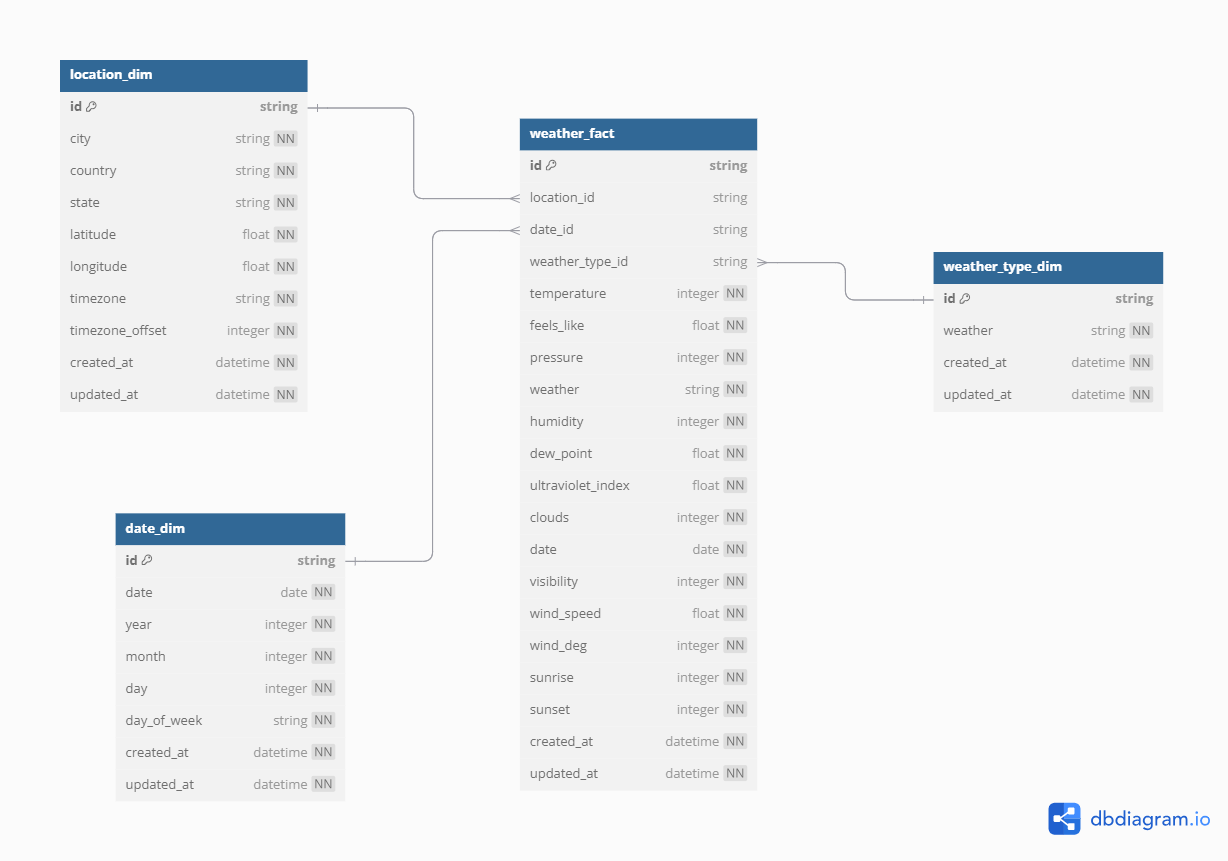 location_dim
id string
city string NN
country string NN
state string NN
latitude float NN
longitude float NN
timezone string NN
timezone_offset integer NN
created_at datetime NN
updated_at datetime NN
weather_fact
id string
location_id string
date_id string
weather_type_id string
temperature integer NN
feels_like float NN
pressure integer NN
weather string NN
humidity integer NN
dew_point float NN
ultraviolet_index float NN
clouds integer NN
date date NN
visibility integer NN
wind_speed float NN
wind_deg integer NN
sunrise integer NN
sunset integer NN
created_at datetime NN
updated_at datetime NN
weather_type_dim
id string
weather string NN
created_at datetime NN
updated_at datetime NN
date_dim
id string
date date NN
year integer NN
month integer NN
day integer NN
day_of_week string NN
created_at datetime NN
updated_at datetime NN
dbdiagram.io